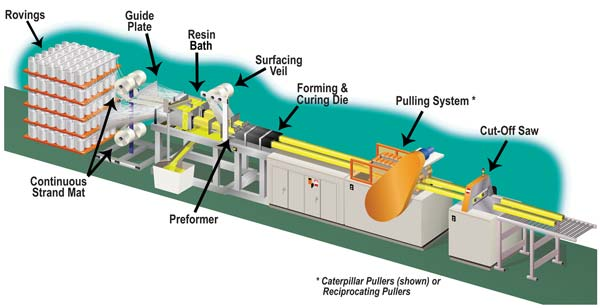 Rovings
Guide
Plate
Resin
Bath
Surfacing
Veil
Forming &
Curing Die
Pulling System *
Cut-Off Saw
Continuous
Strand Mat
Preformer
* Caterpillar Pullers (shown) or
Reciprocating Pullers